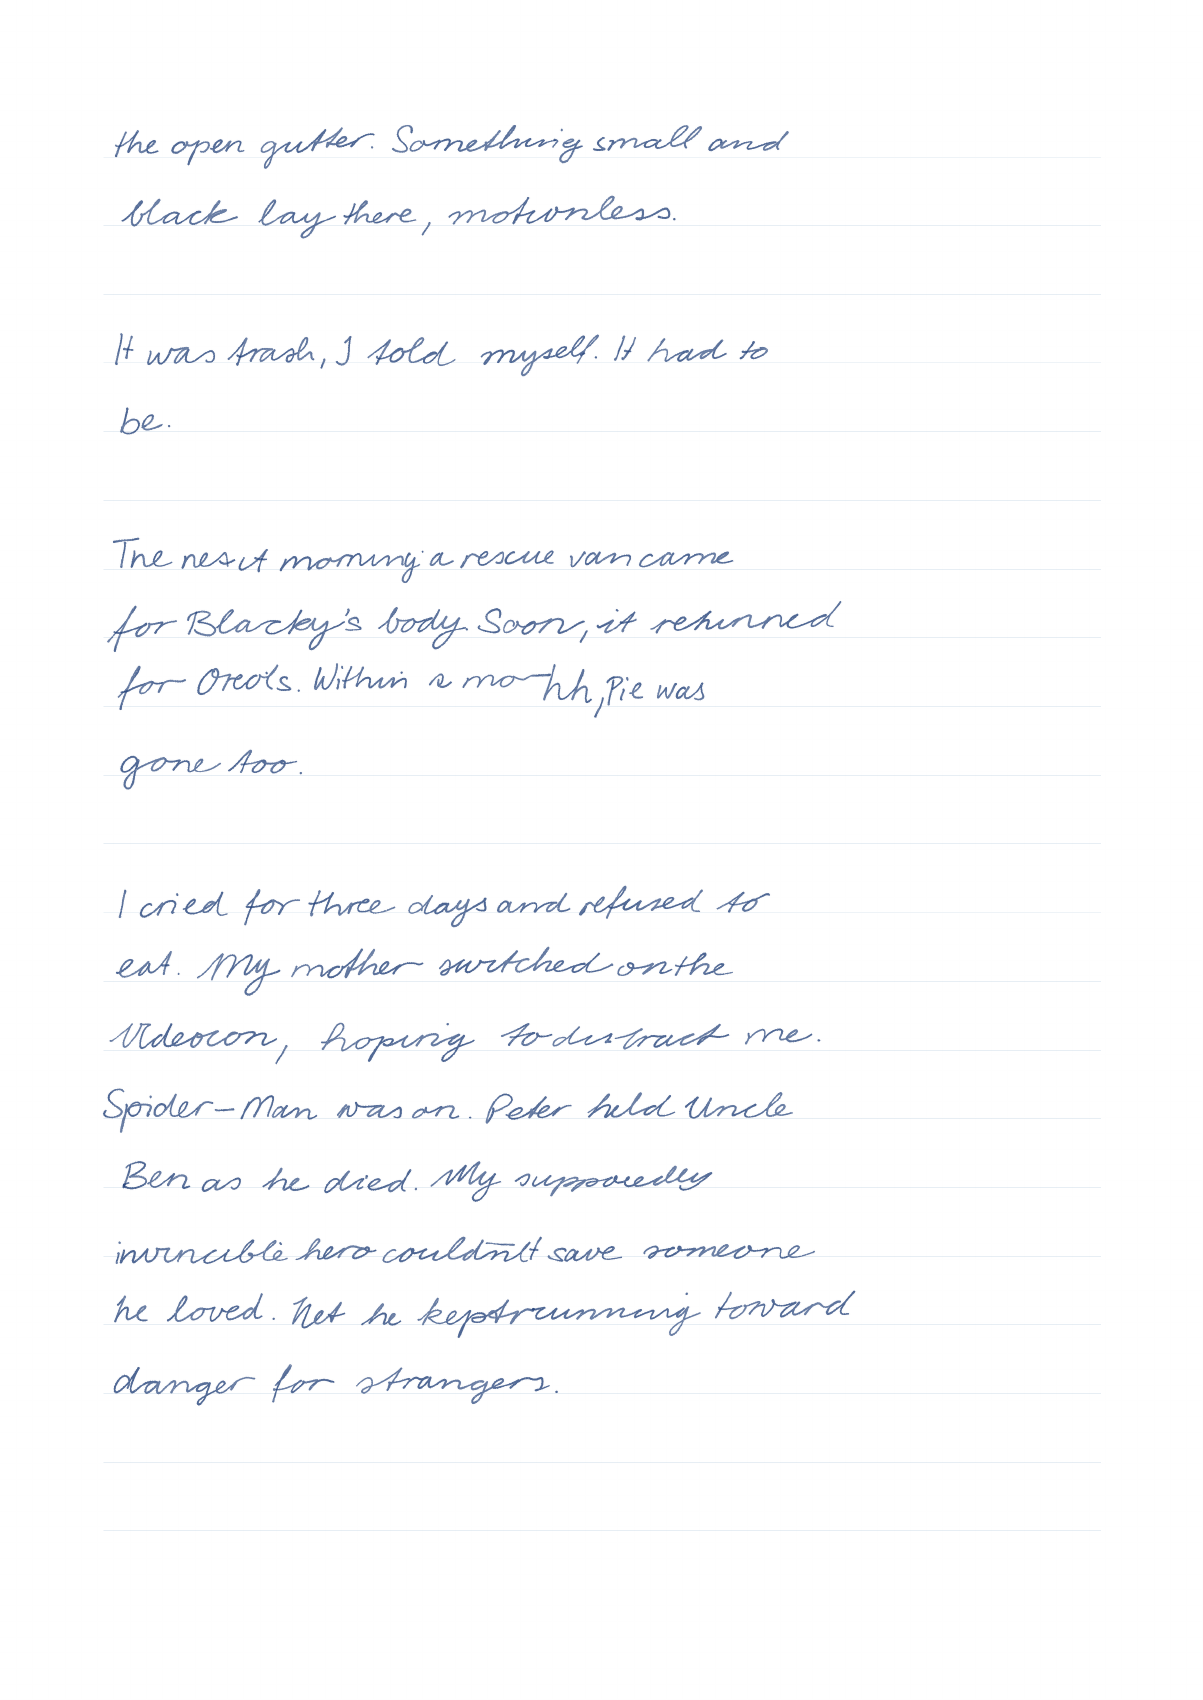 the open gutter. Something small and
black lay there, motionless.
It was trash, I told myself. It had to
be.
The next morning a rescue van came
for Blacky's body. Soon, it returned
for Oreo's. Within a month, Pie was
gone too.
I cried for three days and refused to
eat. My mother switched on the
Videocon, hoping to distract me.
Spider-Man was on. Peter held Uncle
Ben as he died. My supposedly
invincible hero couldn't save someone
he loved. Yet he kept running toward
danger for strangers.